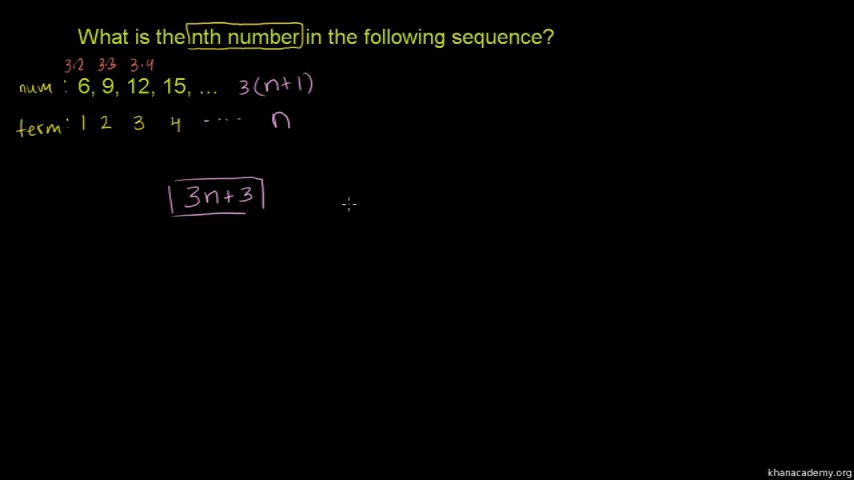 What is the nth number in the following sequence?
3·2 3·3 3·4
num : 6, 9, 12, 15, ... 3(n+1)
term: 1 2 3 4 ···· n
3n+3
khanacademy.org